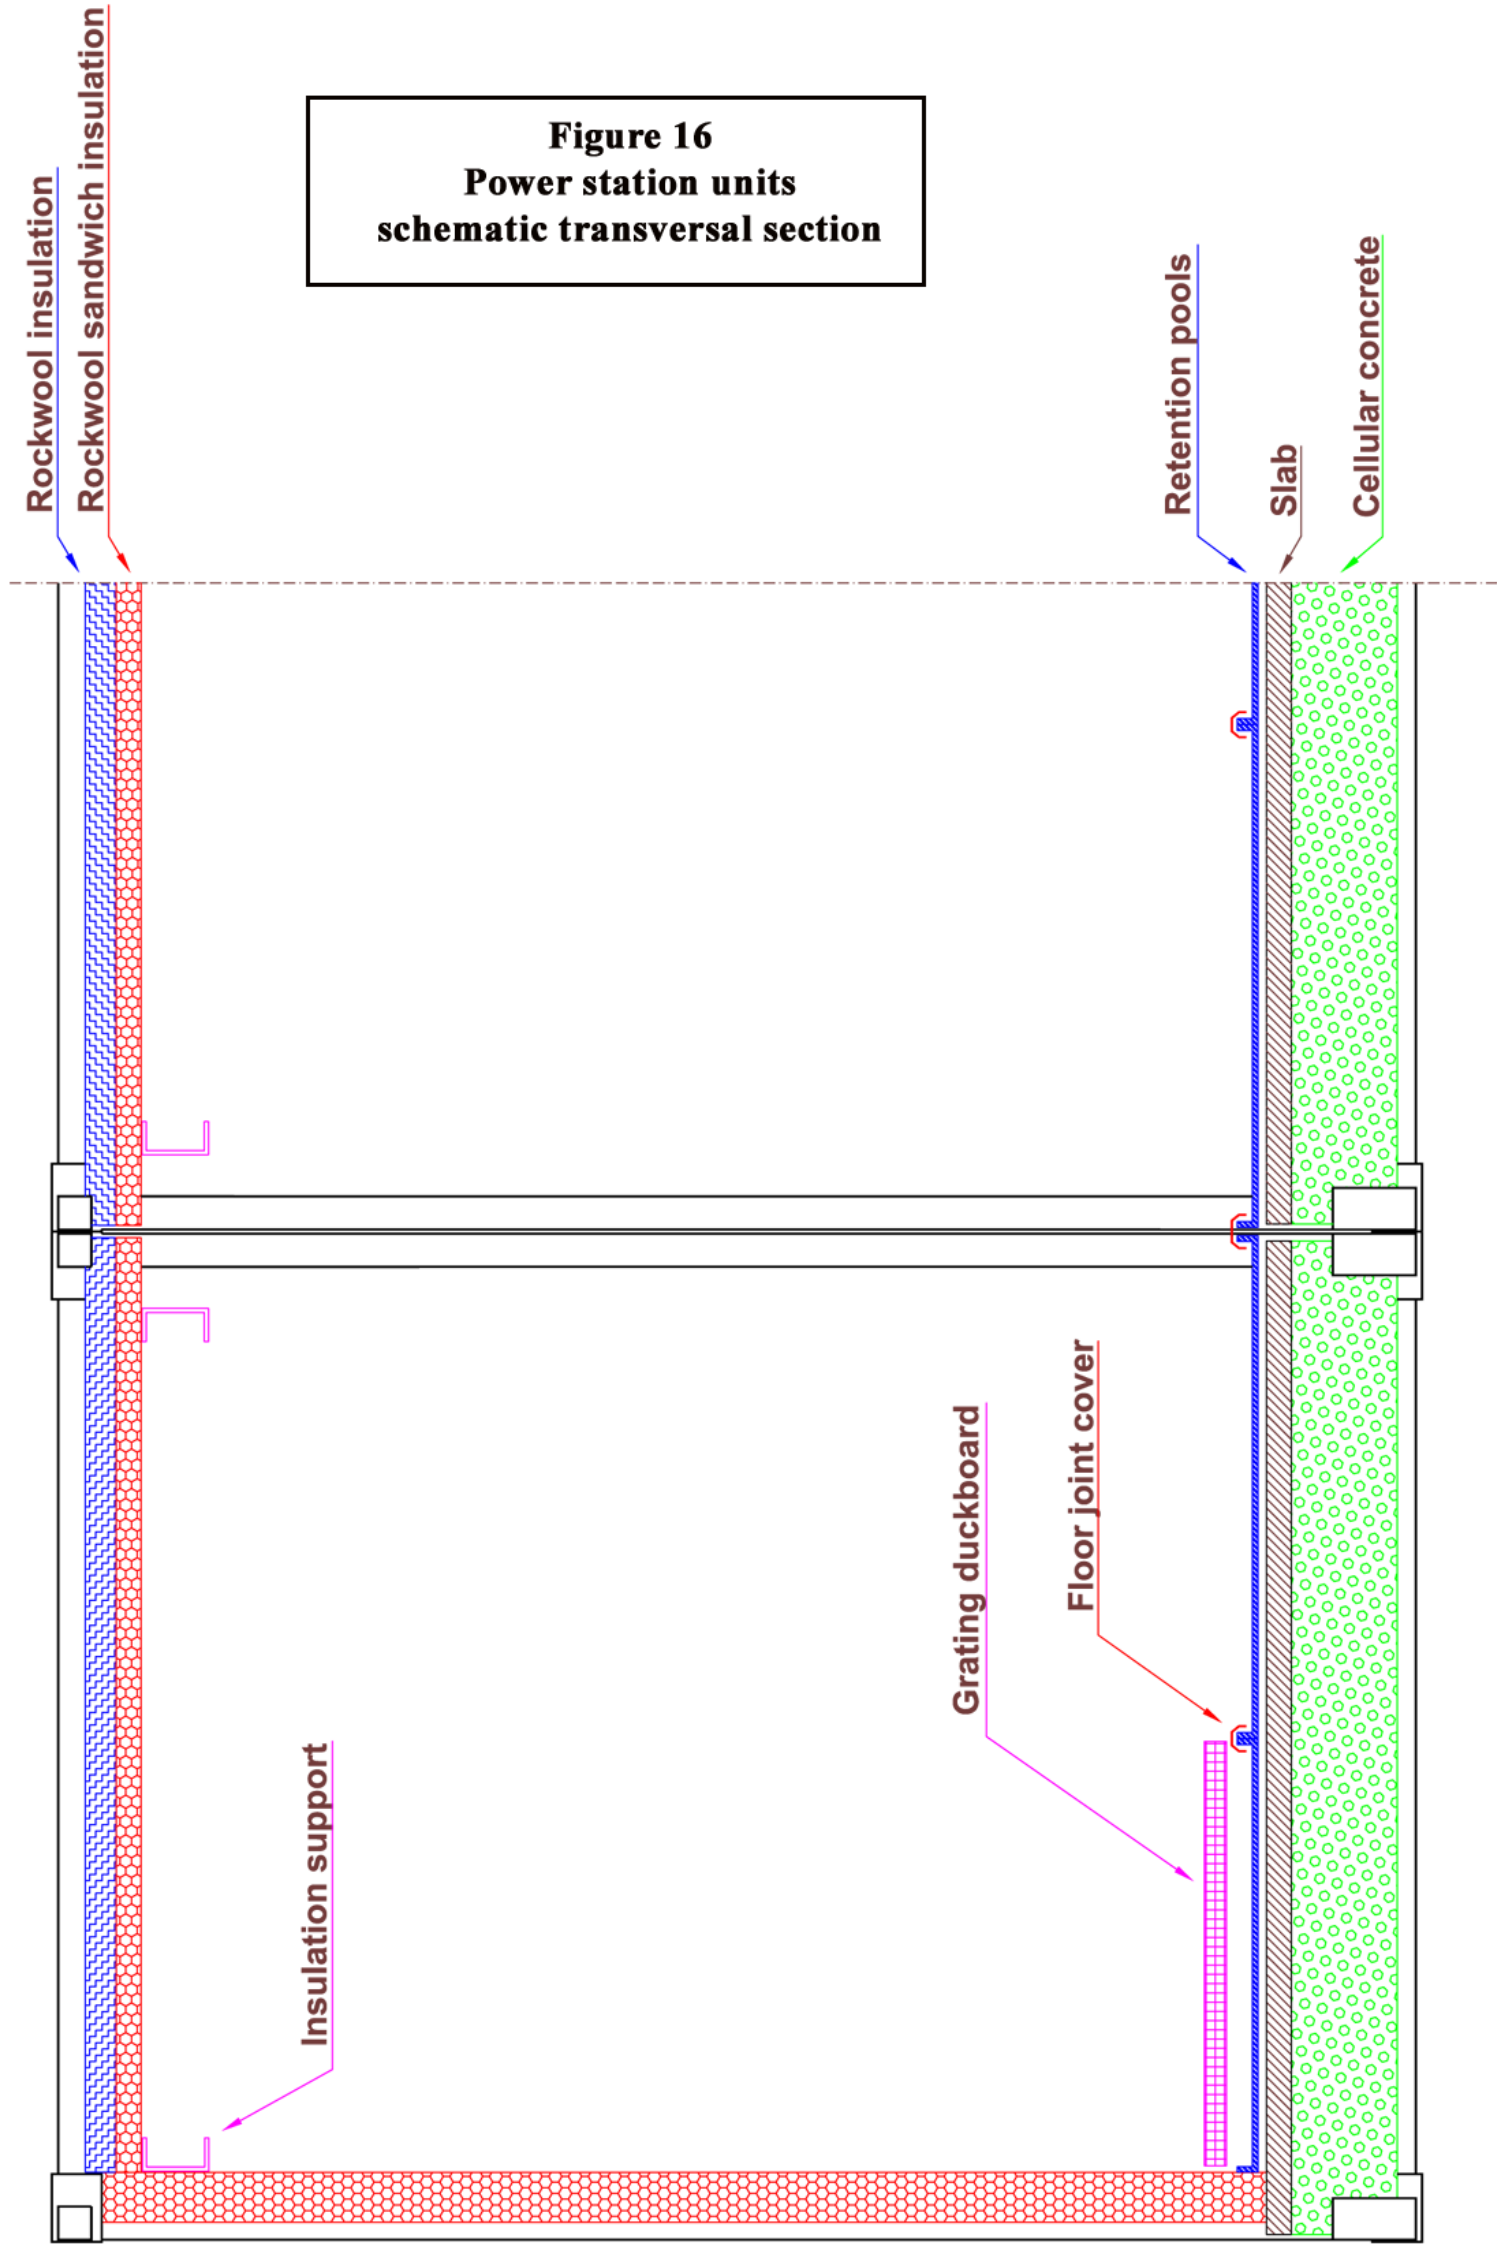 Figure 16
Power station units
schematic transversal section
Rockwool insulation
Rockwool sandwich insulation
Retention pools
Slab
Cellular concrete
Floor joint cover
Grating duckboard
Insulation support